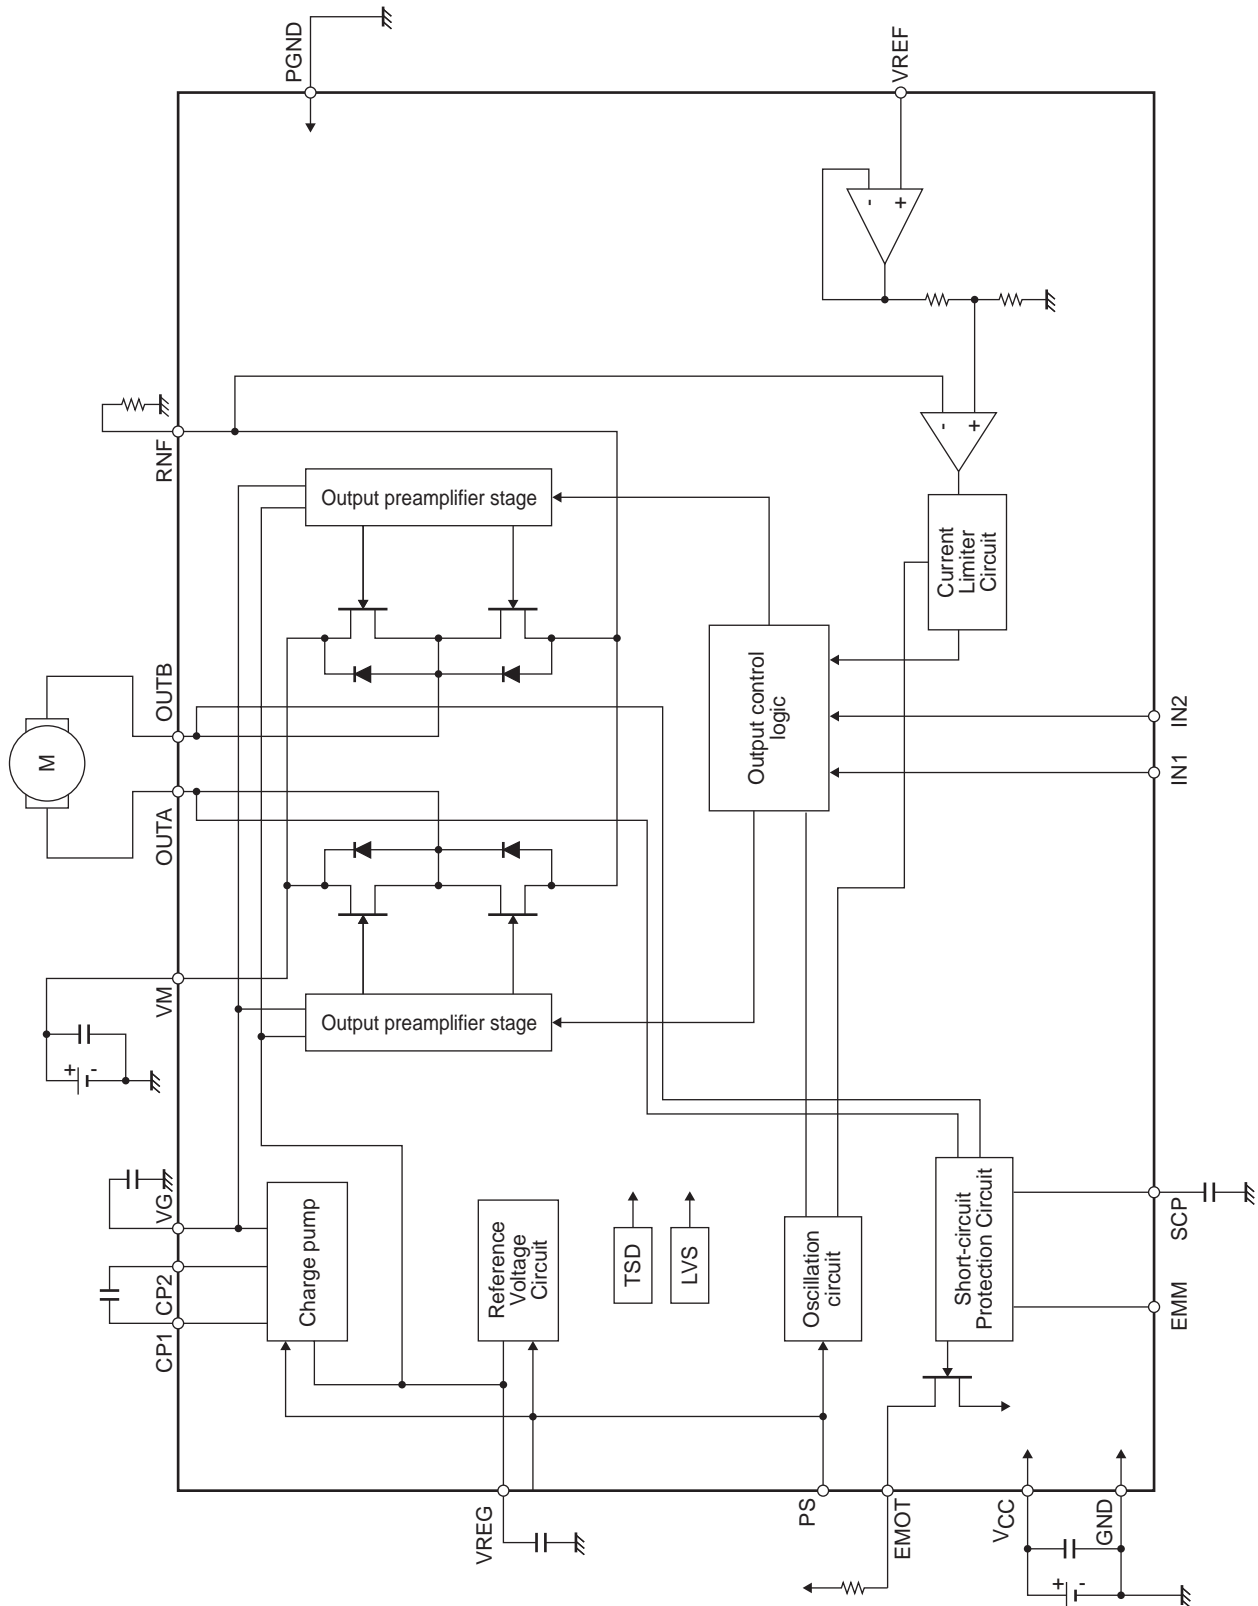 PGND
VREF
-
+
RNF
-
+
Output preamplifier stage
Current
Limiter
Circuit
OUTB
M
OUTA
Output control
logic
IN2
IN1
VM
+
-
Output preamplifier stage
VG
CP2
CP1
Charge pump
Reference
Voltage
Circuit
TSD
LVS
Oscillation
circuit
Short-circuit
Protection Circuit
SCP
EMM
VREG
PS
EMOT
VCC
GND
+
-